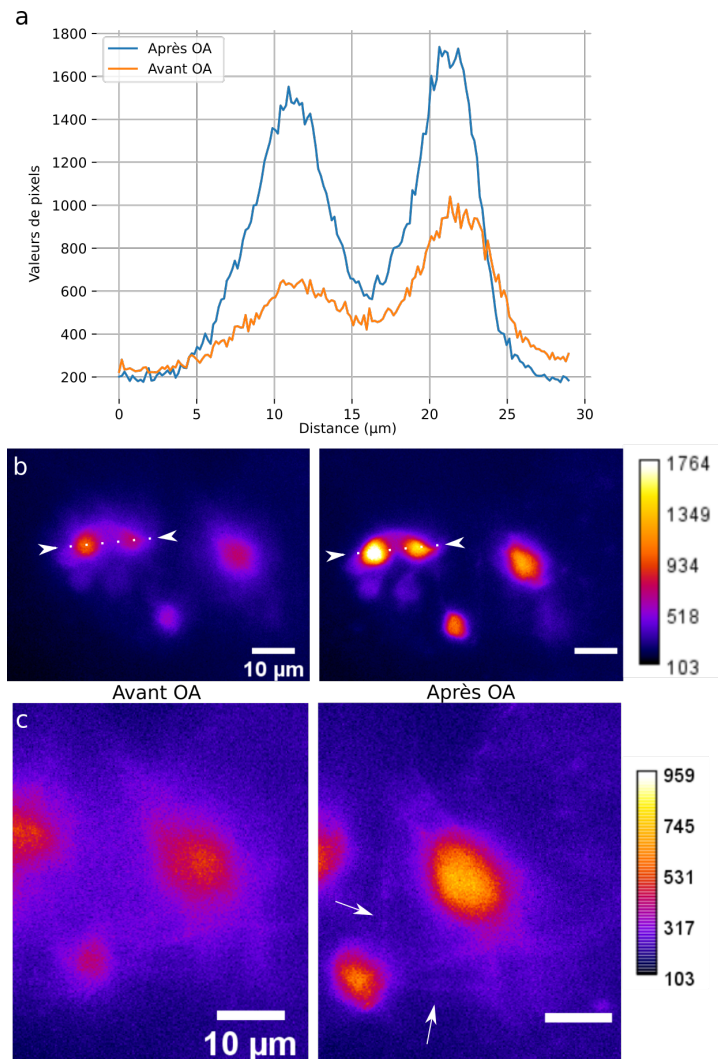 a
1800
1600
1400
1200
1000
800
600
400
200
Valeurs de pixels
Après OA
Avant OA
0 5 10 15 20 25 30
Distance (µm)
b
10 µm
1764
1349
934
518
103
Avant OA Après OA
c
10 µm
959
745
531
317
103